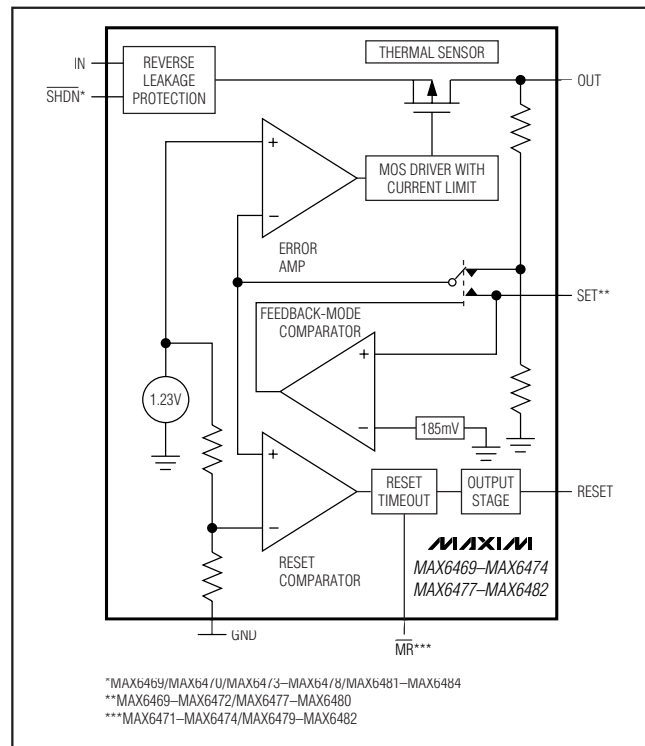 THERMAL SENSOR
IN
REVERSE
LEAKAGE
PROTECTION
OUT
SHDN*
+
MOS DRIVER WITH
CURRENT LIMIT
−
ERROR
AMP
SET**
FEEDBACK-MODE
COMPARATOR
+
1.23V
−
185mV
+
RESET
TIMEOUT
OUTPUT
STAGE
RESET
−
RESET
COMPARATOR
MAXIM
MAX6469–MAX6474
MAX6477–MAX6482
GND
MR***
*MAX6469/MAX6470/MAX6473–MAX6478/MAX6481–MAX6484
**MAX6469–MAX6472/MAX6477–MAX6480
***MAX6471–MAX6474/MAX6479–MAX6482